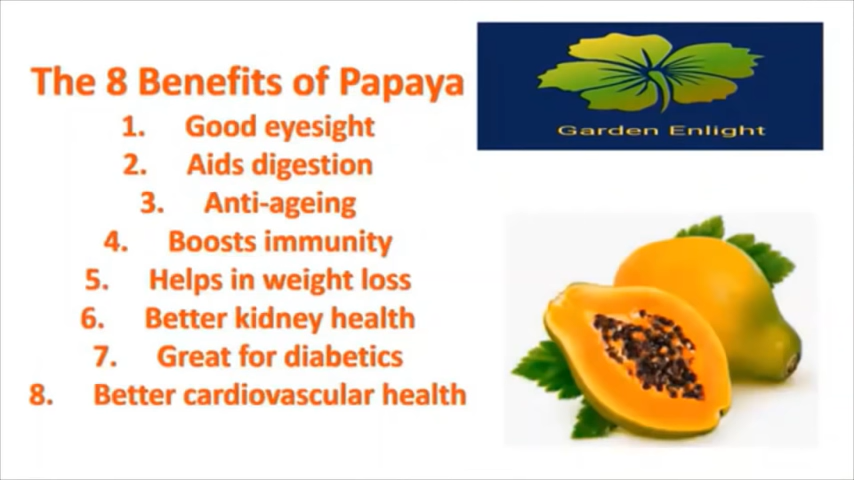 The 8 Benefits of Papaya
1. Good eyesight
2. Aids digestion
3. Anti-ageing
4. Boosts immunity
5. Helps in weight loss
6. Better kidney health
7. Great for diabetics
8. Better cardiovascular health
Garden Enlight